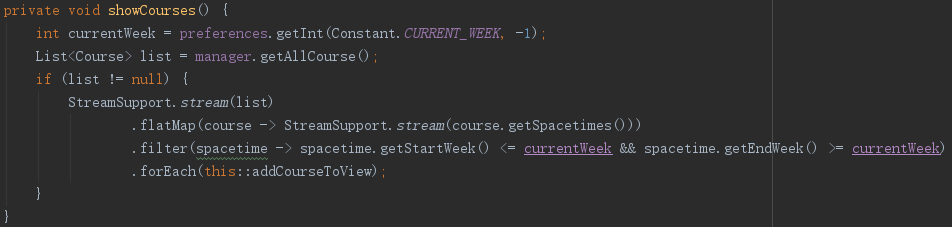 private void showCourses() {
    int currentWeek = preferences.getInt(Constant.CURRENT_WEEK, -1);
    List<Course> list = manager.getAllCourse();
    if (list != null) {
        StreamSupport.stream(list)
                .flatMap(course -> StreamSupport.stream(course.getSpacetimes()))
                .filter(spacetime -> spacetime.getStartWeek() <= currentWeek && spacetime.getEndWeek() >= currentWeek)
                .forEach(this::addCourseToView);
    }
}